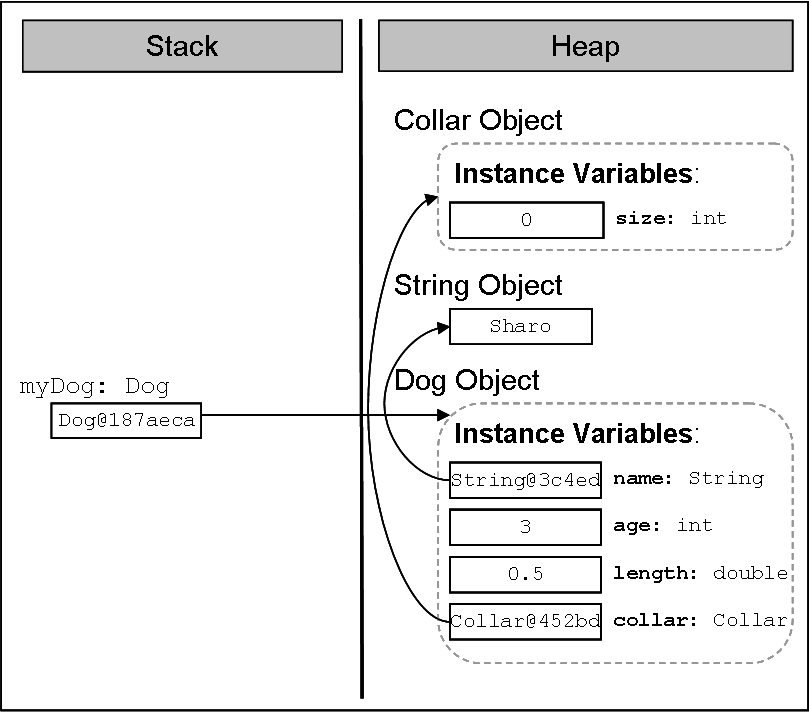 Stack
Heap
Collar Object
Instance Variables:
0 size: int
String Object
Sharo
myDog: Dog
Dog@187aeca
Dog Object
Instance Variables:
String@3c4ed name: String
3 age: int
0.5 length: double
Collar@452bd collar: Collar